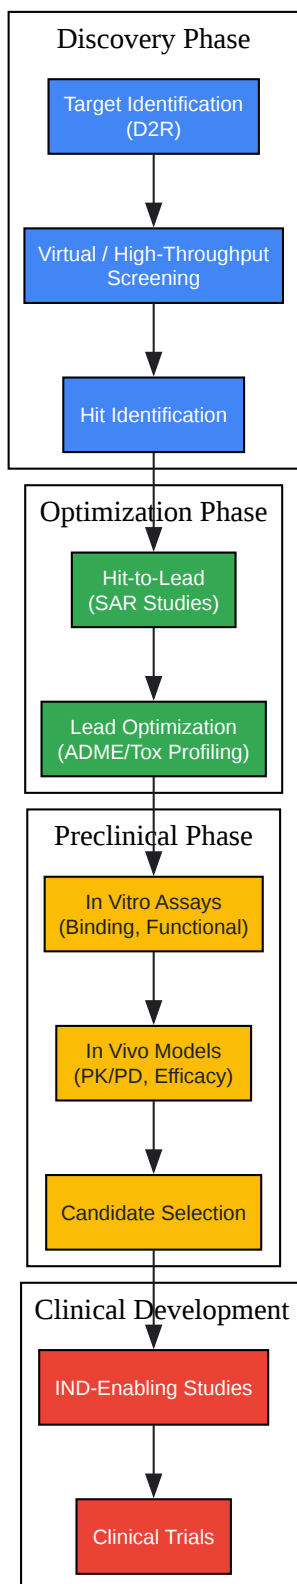 Discovery Phase
Target Identification
(D2R)
Virtual / High-Throughput
Screening
Hit Identification
Optimization Phase
Hit-to-Lead
(SAR Studies)
Lead Optimization
(ADME/Tox Profiling)
Preclinical Phase
In Vitro Assays
(Binding, Functional)
In Vivo Models
(PK/PD, Efficacy)
Candidate Selection
Clinical Development
IND-Enabling Studies
Clinical Trials